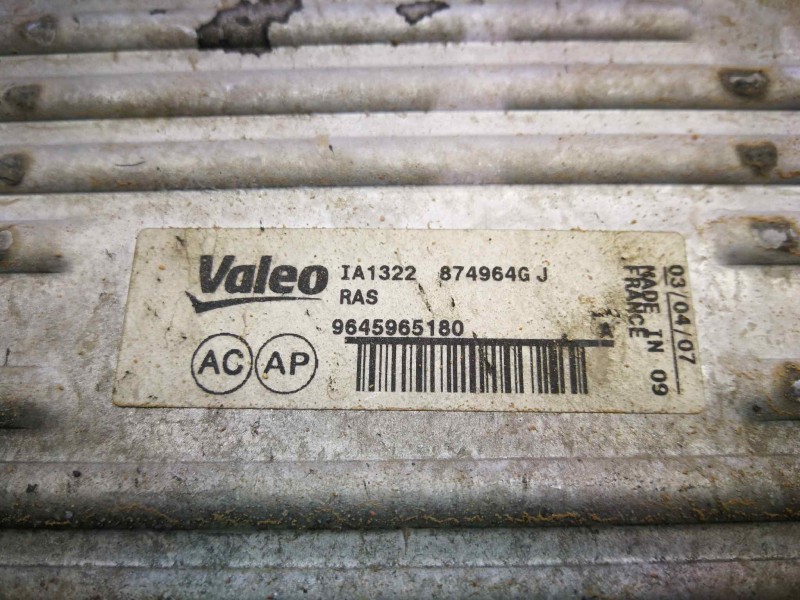 Valeo IA1322 874964G J
RAS
9645965180
AC AP
03/04/07
MADE IN 09
FRANCE